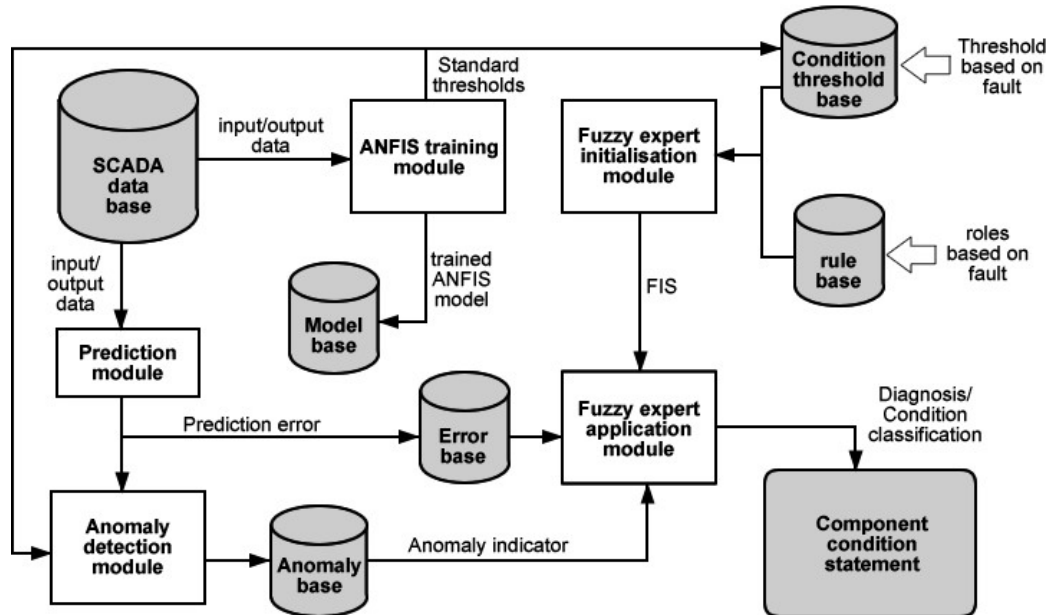 Standard
thresholds
Condition
threshold
base
Threshold
based on
fault
SCADA
data
base
input/output
data
ANFIS training
module
Fuzzy expert
initialisation
module
rule
base
roles
based on
fault
input/
output
data
trained
ANFIS
model
Model
base
FIS
Prediction
module
Prediction error
Error
base
Fuzzy expert
application
module
Diagnosis/
Condition
classification
Anomaly
detection
module
Anomaly
base
Anomaly indicator
Component
condition
statement